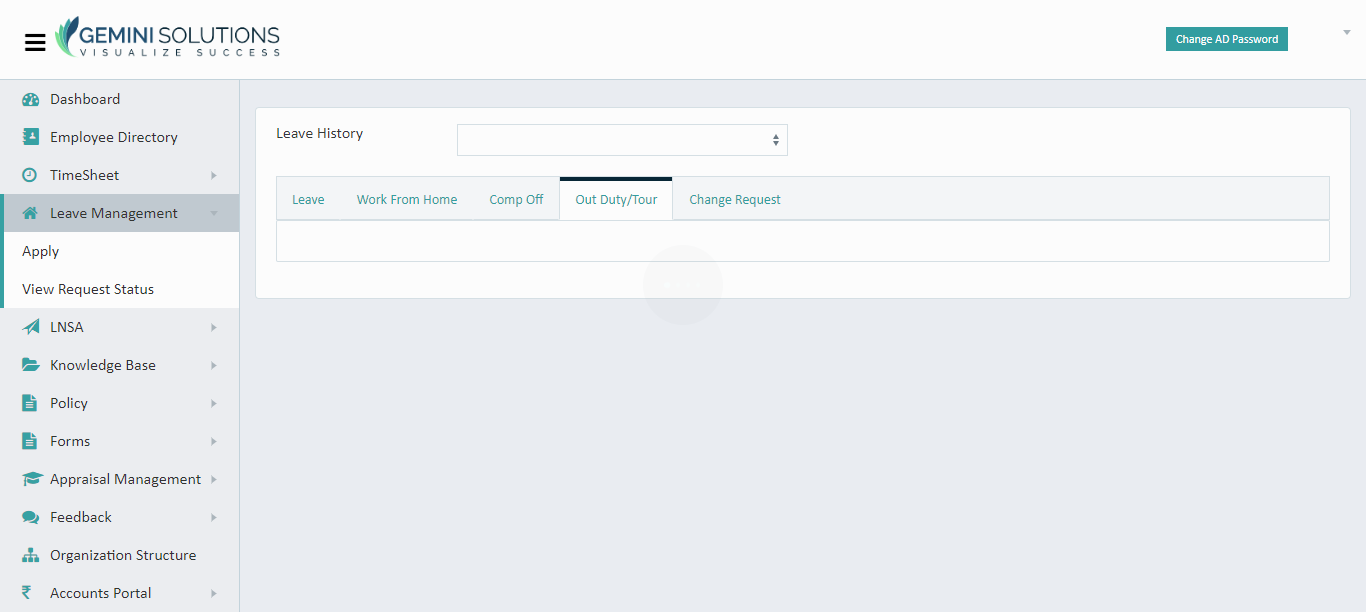 GEMINI SOLUTIONS
VISUALIZE SUCCESS
Change AD Password
Dashboard
Employee Directory
TimeSheet
Leave Management
Apply
View Request Status
LNSA
Knowledge Base
Policy
Forms
Appraisal Management
Feedback
Organization Structure
Accounts Portal
Leave History
Leave Work From Home Comp Off Out Duty/Tour Change Request